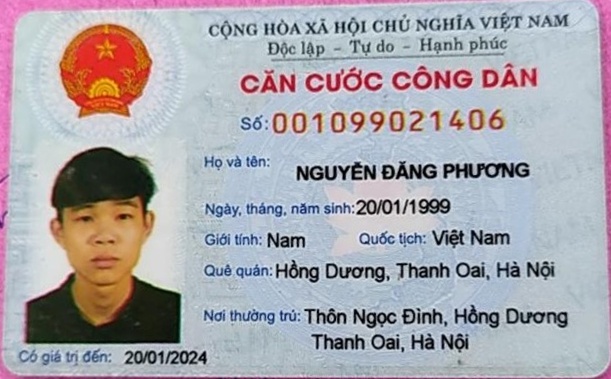 CỘNG HÒA XÃ HỘI CHỦ NGHĨA VIỆT NAM
Độc lập - Tự do - Hạnh phúc
CĂN CƯỚC CÔNG DÂN
Số: 001099021406
Họ và tên: NGUYỄN ĐĂNG PHƯƠNG
Ngày, tháng, năm sinh: 20/01/1999
Giới tính: Nam Quốc tịch: Việt Nam
Quê quán: Hồng Dương, Thanh Oai, Hà Nội
Nơi thường trú: Thôn Ngọc Đình, Hồng Dương
Thanh Oai, Hà Nội
Có giá trị đến: 20/01/2024